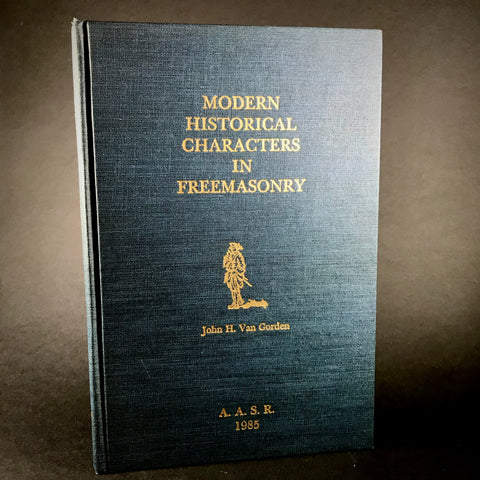 MODERN
HISTORICAL
CHARACTERS
IN
FREEMASONRY
John H. Van Gorden
A. A. S. R.
1985